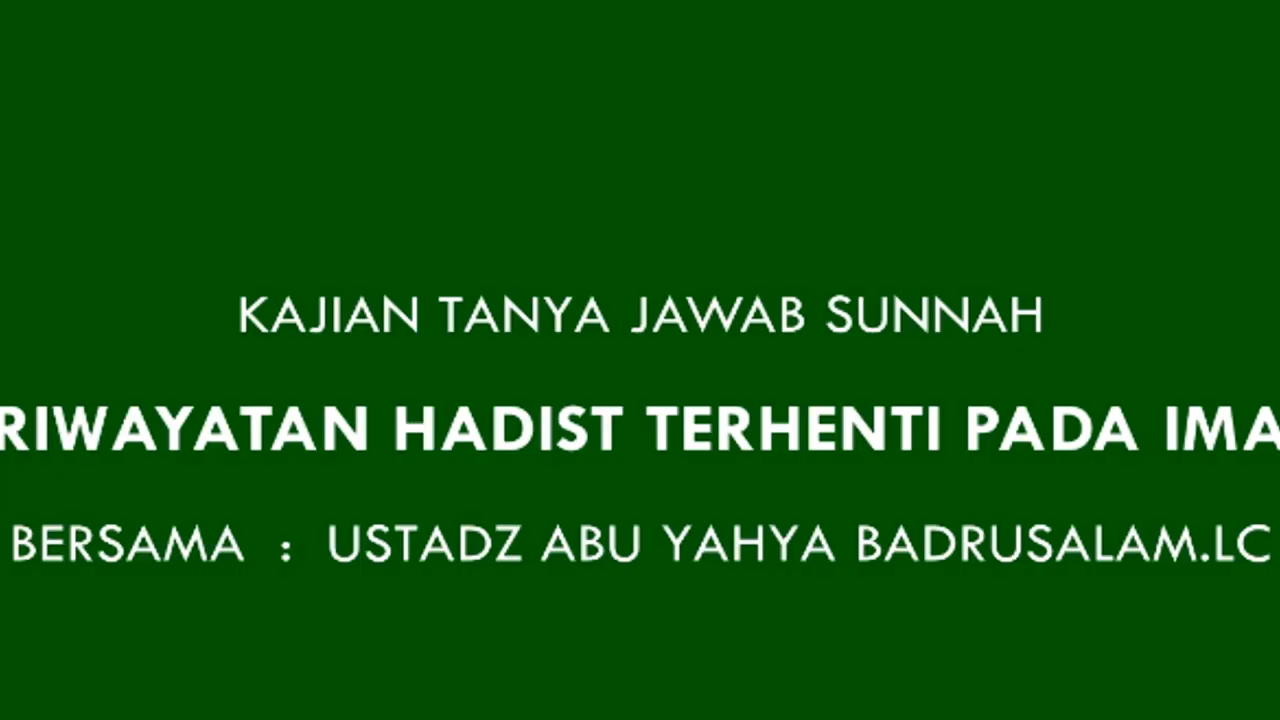 KAJIAN TANYA JAWAB SUNNAH
RIWAYATAN HADIST TERHENTI PADA IMA
BERSAMA : USTADZ ABU YAHYA BADRUSALAM.LC